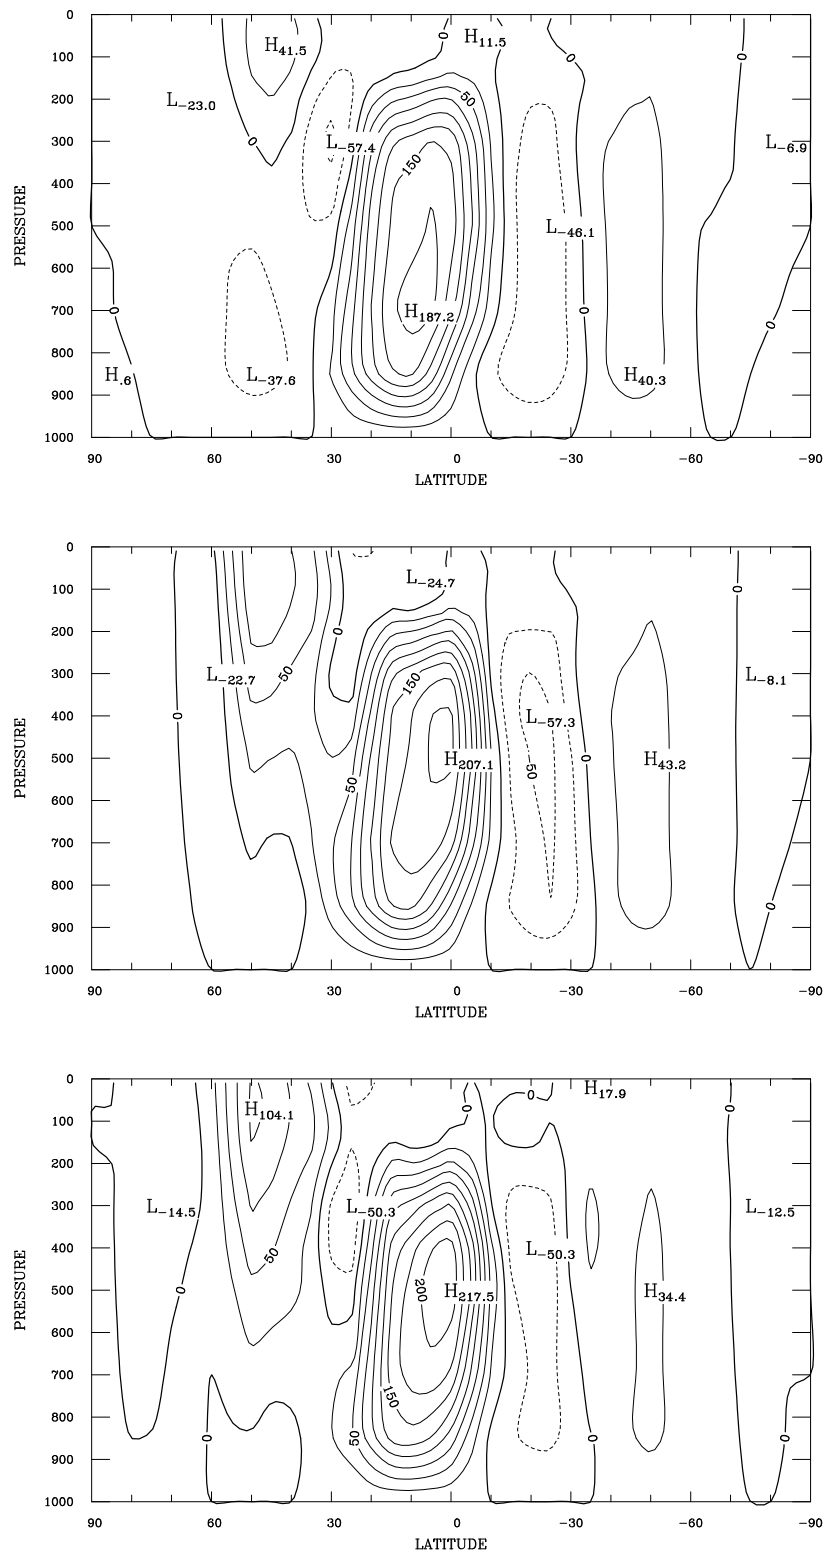 0
100
200
300
400
500
600
700
800
900
1000
PRESSURE
90 60 30 0 −30 −60 −90
LATITUDE
H41.5
0
H11.5
0
0
L−23.0
50
0
L−57.4
L−6.9
150
L−46.1
0
H187.2
0
0
H.6
L−37.6
H40.3
0
100
200
300
400
500
600
700
800
900
1000
PRESSURE
90 60 30 0 −30 −60 −90
LATITUDE
L−24.7
0
0
L−22.7
50
150
L−8.1
0
L−57.3
50
H207.1
50
0
H43.2
0
0
100
200
300
400
500
600
700
800
900
1000
PRESSURE
90 60 30 0 −30 −60 −90
LATITUDE
H17.9
H104.1
0
0
0
L−14.5
L−50.3
L−12.5
50
L−50.3
0
200
H217.5
H34.4
150
0
50
0
0